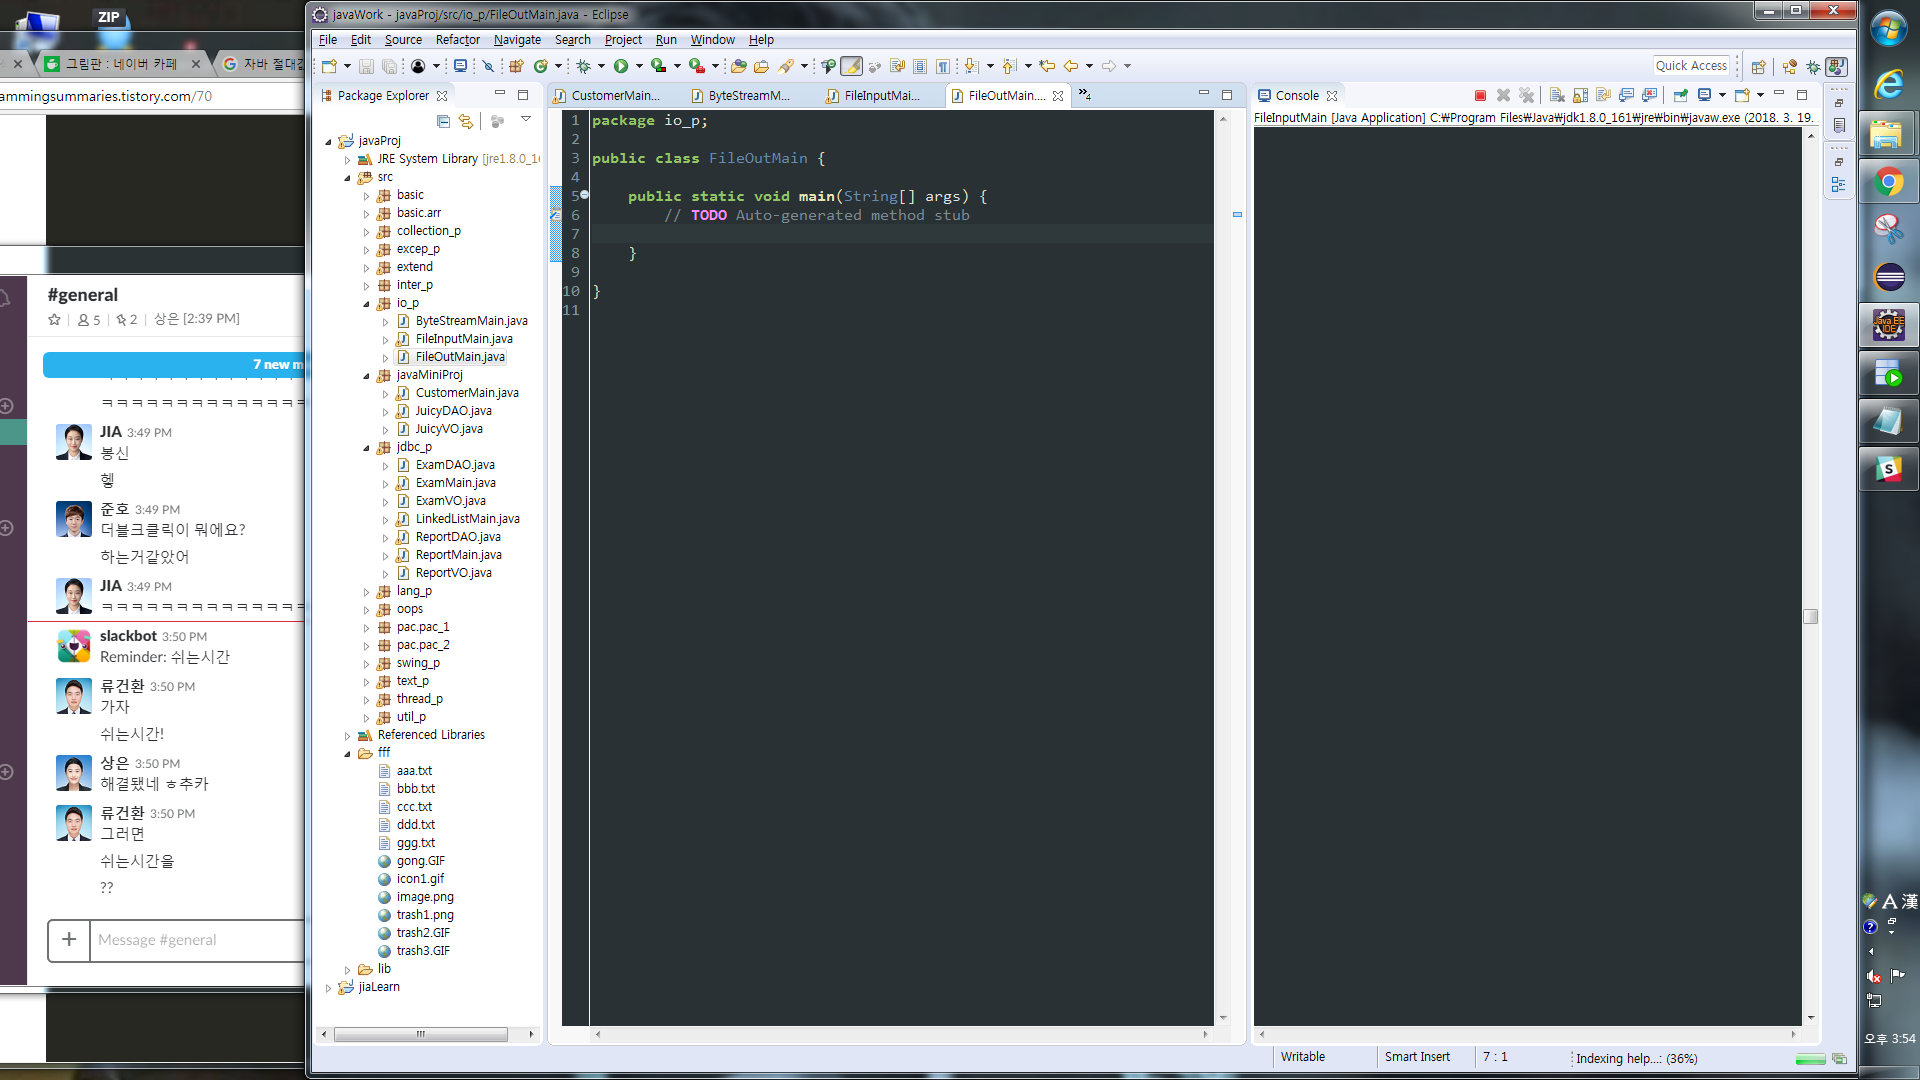 ZIP
그림판 : 네이버 카페
자바 절대값
ammingsummaries.tistory.com/70
#general
5
2
상은 [2:39 PM]
7 new m
ㅋㅋㅋㅋㅋㅋㅋㅋㅋㅋㅋㅋㅋㅋ
JIA 3:49 PM
봉신
헿
준호 3:49 PM
더블크클릭이 뭐에요?
하는거같았어
JIA 3:49 PM
ㅋㅋㅋㅋㅋㅋㅋㅋㅋㅋㅋㅋㅋㅋ
slackbot 3:50 PM
Reminder: 쉬는시간
류건환 3:50 PM
가자
쉬는시간!
상은 3:50 PM
해결됐네 ㅎ추카
류건환 3:50 PM
그러면
쉬는시간을
??
Message #general
javaWork - javaProj/src/io_p/FileOutMain.java - Eclipse
File Edit Source Refactor Navigate Search Project Run Window Help
Quick Access
Package Explorer
javaProj
JRE System Library [jre1.8.0_16
src
basic
basic.arr
collection_p
excep_p
extend
inter_p
io_p
ByteStreamMain.java
FileInputMain.java
FileOutMain.java
javaMiniProj
CustomerMain.java
JuicyDAO.java
JuicyVO.java
jdbc_p
ExamDAO.java
ExamMain.java
ExamVO.java
LinkedListMain.java
ReportDAO.java
ReportMain.java
ReportVO.java
lang_p
oops
pac.pac_1
pac.pac_2
swing_p
text_p
thread_p
util_p
Referenced Libraries
fff
aaa.txt
bbb.txt
ccc.txt
ddd.txt
ggg.txt
gong.GIF
icon1.gif
image.png
trash1.png
trash2.GIF
trash3.GIF
lib
jiaLearn
CustomerMain...
ByteStreamM...
FileInputMai...
FileOutMain....
4
1 package io_p;
2
3 public class FileOutMain {
4
5 public static void main(String[] args) {
6 // TODO Auto-generated method stub
7
8 }
9
10 }
11
Console
FileInputMain [Java Application] C:₩Program Files₩Java₩jdk1.8.0_161₩jre₩bin₩javaw.exe (2018. 3. 19.
Writable
Smart Insert
7 : 1
Indexing help...: (36%)
Java EE
IDE
S
A 漢
오후 3:54